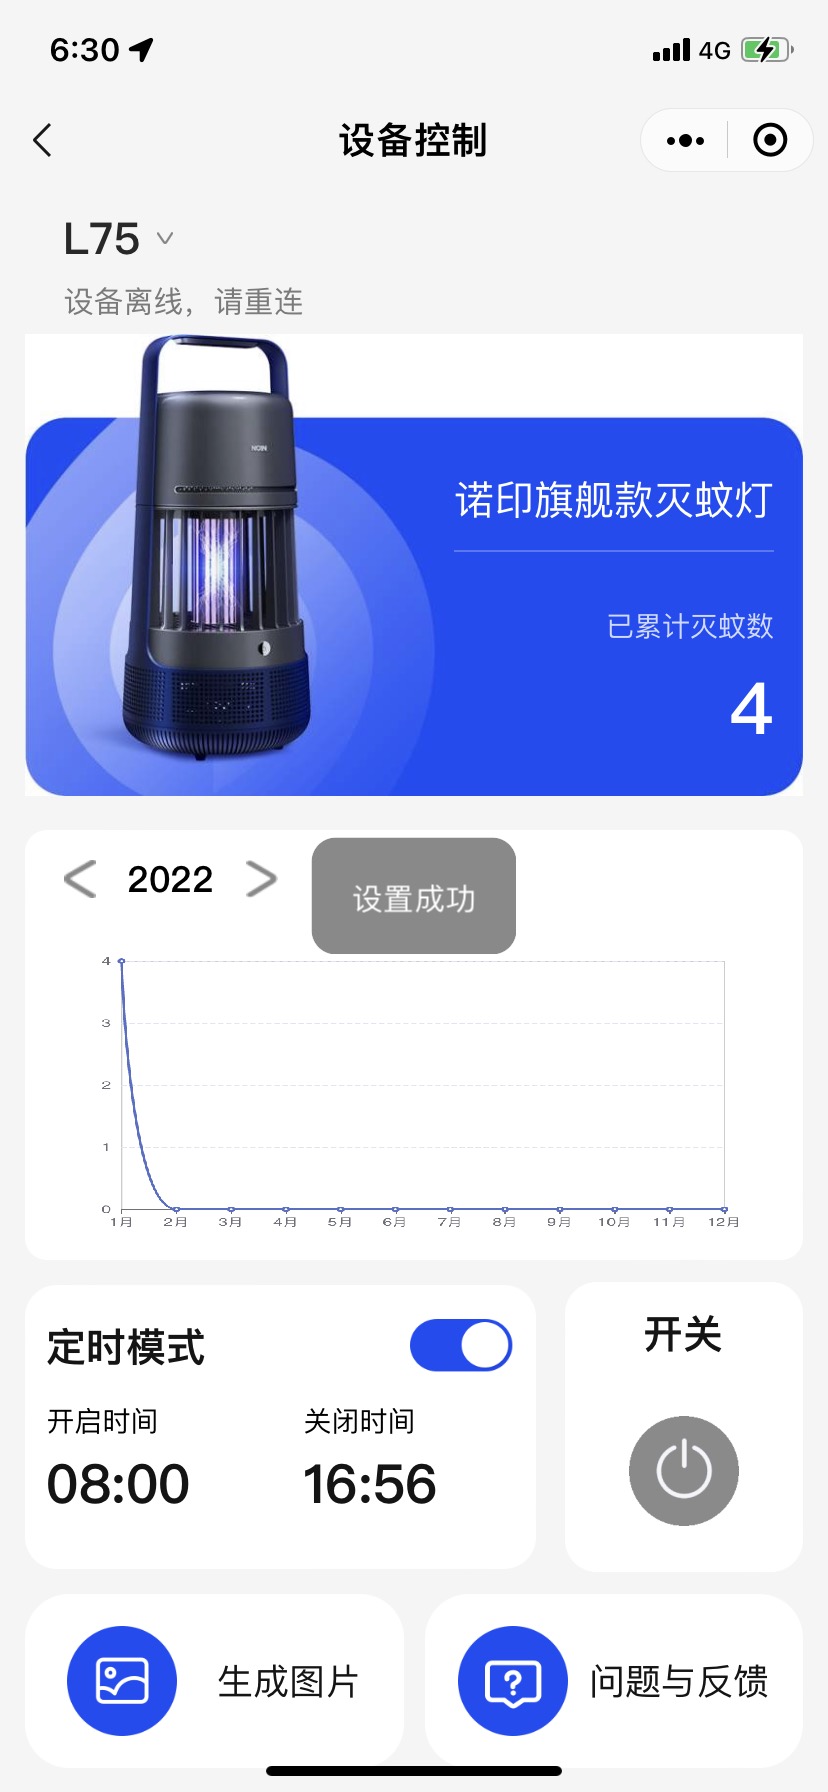 6:30
4G
设备控制
L75
设备离线，请重连
NOIN
诺印旗舰款灭蚊灯
已累计灭蚊数
4
2022
设置成功
4
3
2
1
0
1月 2月 3月 4月 5月 6月 7月 8月 9月 10月 11月 12月
定时模式
开关
开启时间 关闭时间
08:00 16:56
生成图片
问题与反馈